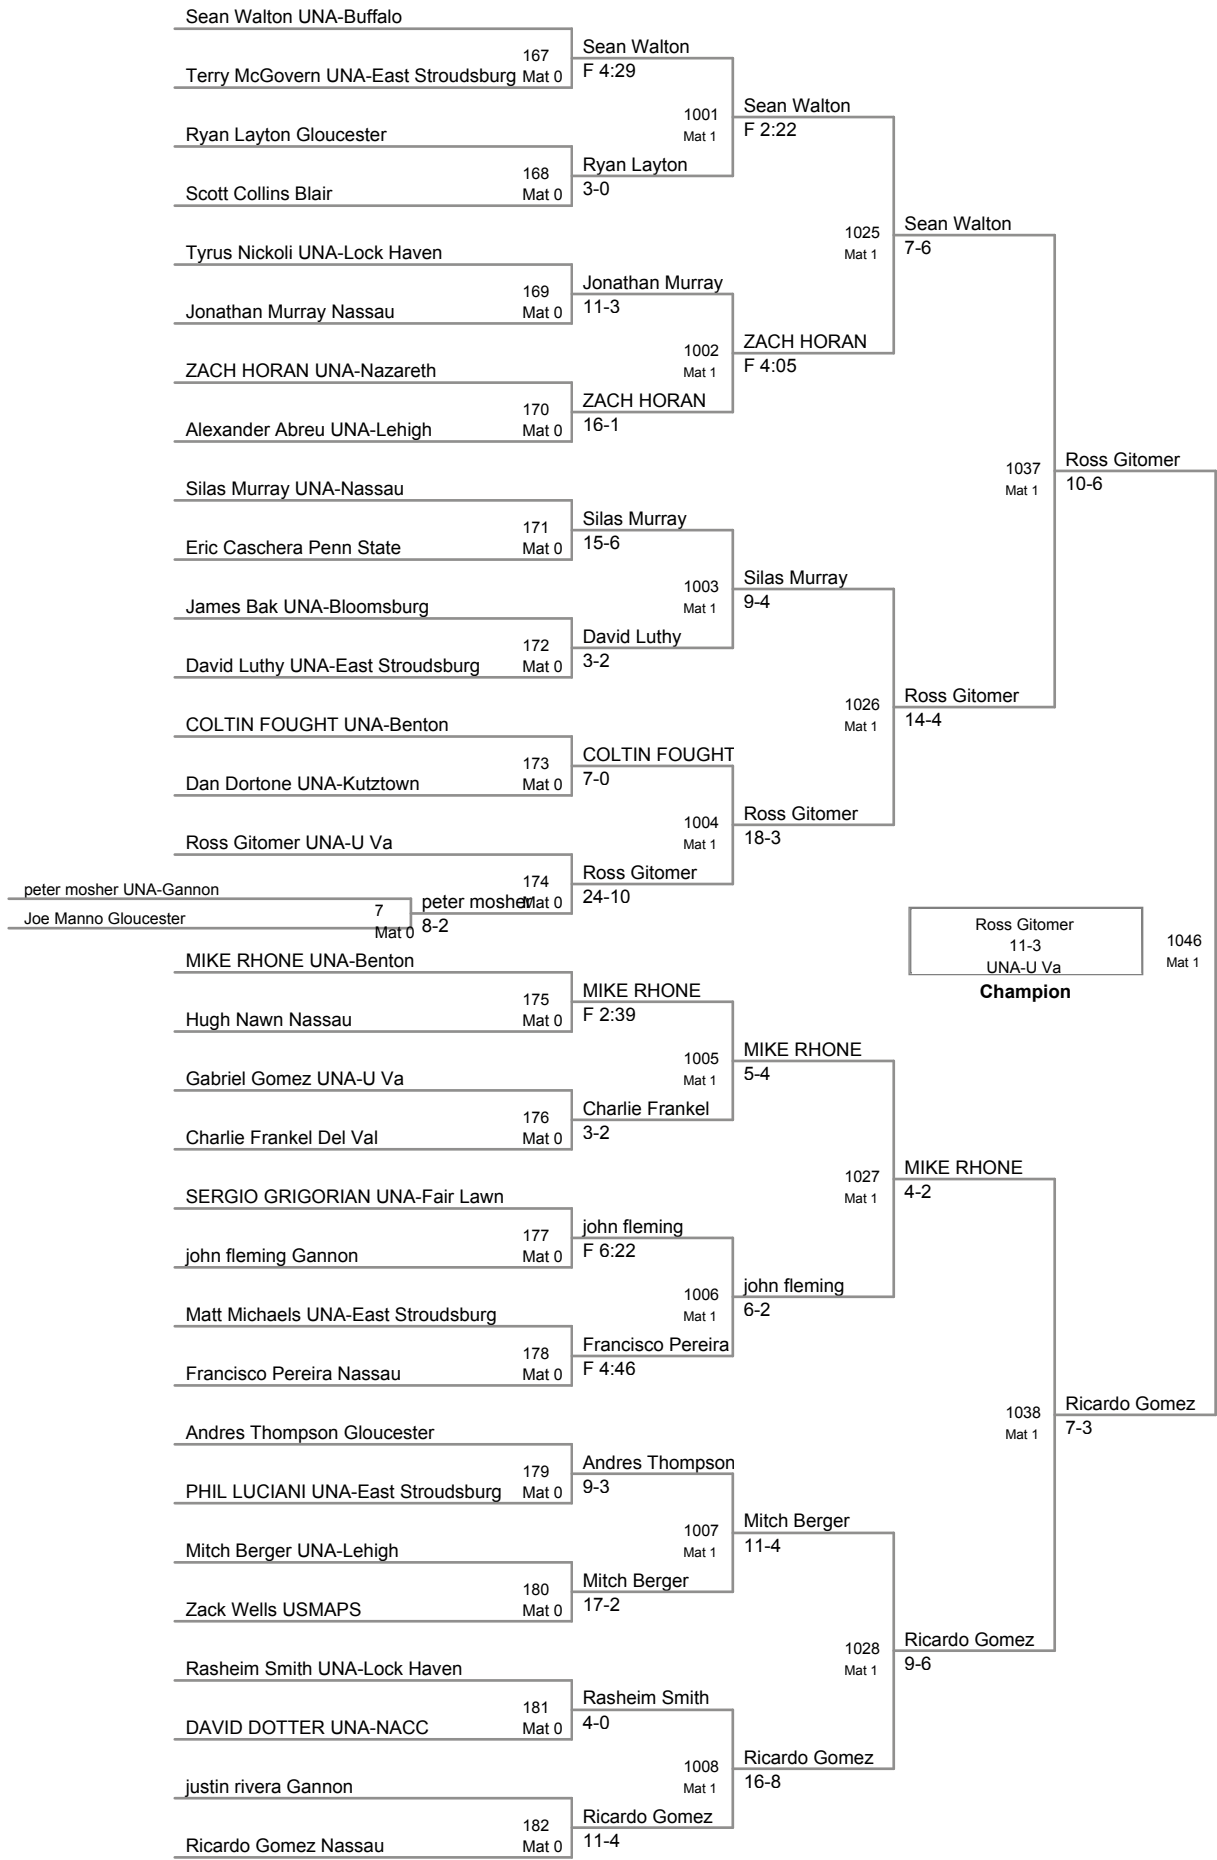 Sean Walton UNA-Buffalo
167
Terry McGovern UNA-East Stroudsburg Mat 0
Sean Walton
F 4:29
1001
Mat 1
Sean Walton
F 2:22
Ryan Layton Gloucester
168
Scott Collins Blair Mat 0
Ryan Layton
3-0
1025
Mat 1
Sean Walton
7-6
Tyrus Nickoli UNA-Lock Haven
169
Jonathan Murray Nassau Mat 0
Jonathan Murray
11-3
1002
Mat 1
ZACH HORAN
F 4:05
ZACH HORAN UNA-Nazareth
170
Alexander Abreu UNA-Lehigh Mat 0
ZACH HORAN
16-1
1037
Mat 1
Ross Gitomer
10-6
Silas Murray UNA-Nassau
171
Eric Caschera Penn State Mat 0
Silas Murray
15-6
1003
Mat 1
Silas Murray
9-4
James Bak UNA-Bloomsburg
172
David Luthy UNA-East Stroudsburg Mat 0
David Luthy
3-2
1026
Mat 1
Ross Gitomer
14-4
COLTIN FOUGHT UNA-Benton
173
Dan Dortone UNA-Kutztown Mat 0
COLTIN FOUGHT
7-0
1004
Mat 1
Ross Gitomer
18-3
Ross Gitomer UNA-U Va
174
Mat 0
Ross Gitomer
24-10
peter mosher UNA-Gannon
7
Joe Manno Gloucester
Mat 0
peter mosher
8-2
Ross Gitomer
11-3
UNA-U Va
Champion
1046
Mat 1
MIKE RHONE UNA-Benton
175
Hugh Nawn Nassau Mat 0
MIKE RHONE
F 2:39
1005
Mat 1
MIKE RHONE
5-4
Gabriel Gomez UNA-U Va
176
Charlie Frankel Del Val Mat 0
Charlie Frankel
3-2
1027
Mat 1
MIKE RHONE
4-2
SERGIO GRIGORIAN UNA-Fair Lawn
177
john fleming Gannon Mat 0
john fleming
F 6:22
1006
Mat 1
john fleming
6-2
Matt Michaels UNA-East Stroudsburg
178
Francisco Pereira Nassau Mat 0
Francisco Pereira
F 4:46
1038
Mat 1
Ricardo Gomez
7-3
Andres Thompson Gloucester
179
PHIL LUCIANI UNA-East Stroudsburg Mat 0
Andres Thompson
9-3
1007
Mat 1
Mitch Berger
11-4
Mitch Berger UNA-Lehigh
180
Zack Wells USMAPS Mat 0
Mitch Berger
17-2
1028
Mat 1
Ricardo Gomez
9-6
Rasheim Smith UNA-Lock Haven
181
DAVID DOTTER UNA-NACC Mat 0
Rasheim Smith
4-0
1008
Mat 1
Ricardo Gomez
16-8
justin rivera Gannon
182
Ricardo Gomez Nassau Mat 0
Ricardo Gomez
11-4